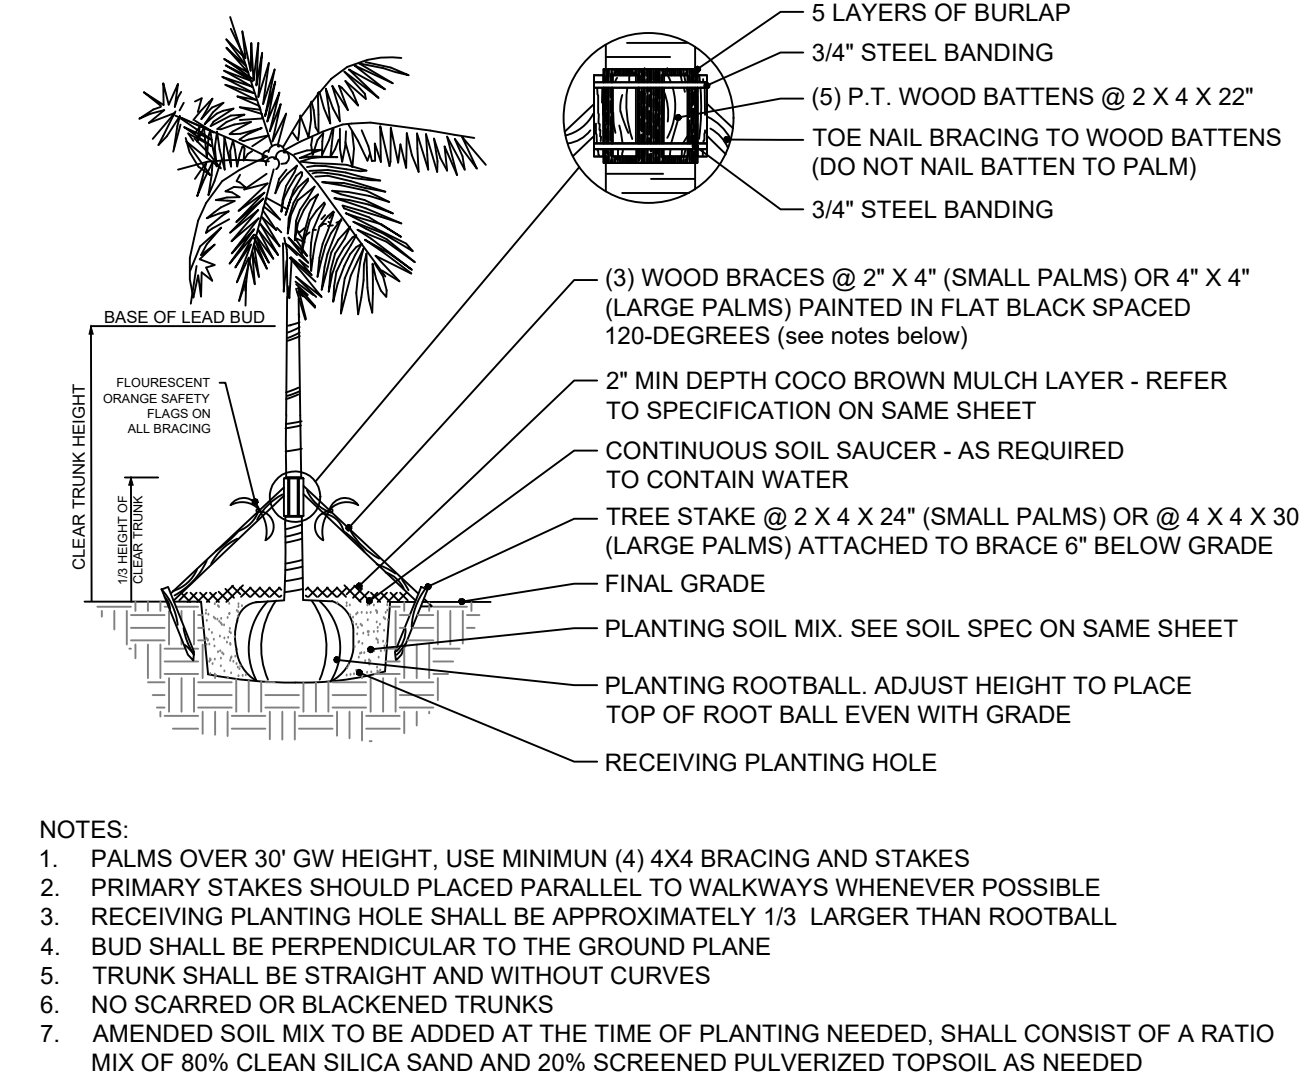 5 LAYERS OF BURLAP
3/4" STEEL BANDING
(5) P.T. WOOD BATTENS @ 2 X 4 X 22"
TOE NAIL BRACING TO WOOD BATTENS
(DO NOT NAIL BATTEN TO PALM)
3/4" STEEL BANDING
(3) WOOD BRACES @ 2" X 4" (SMALL PALMS) OR 4" X 4"
(LARGE PALMS) PAINTED IN FLAT BLACK SPACED
120-DEGREES (see notes below)
BASE OF LEAD BUD
CLEAR TRUNK HEIGHT
FLOURESCENT
ORANGE SAFETY
FLAGS ON
ALL BRACING
1/3 HEIGHT OF
CLEAR TRUNK
2" MIN DEPTH COCO BROWN MULCH LAYER - REFER
TO SPECIFICATION ON SAME SHEET
CONTINUOUS SOIL SAUCER - AS REQUIRED
TO CONTAIN WATER
TREE STAKE @ 2 X 4 X 24" (SMALL PALMS) OR @ 4 X 4 X 30
(LARGE PALMS) ATTACHED TO BRACE 6" BELOW GRADE
FINAL GRADE
PLANTING SOIL MIX. SEE SOIL SPEC ON SAME SHEET
PLANTING ROOTBALL. ADJUST HEIGHT TO PLACE
TOP OF ROOT BALL EVEN WITH GRADE
RECEIVING PLANTING HOLE
NOTES:
1. PALMS OVER 30' GW HEIGHT, USE MINIMUN (4) 4X4 BRACING AND STAKES
2. PRIMARY STAKES SHOULD PLACED PARALLEL TO WALKWAYS WHENEVER POSSIBLE
3. RECEIVING PLANTING HOLE SHALL BE APPROXIMATELY 1/3 LARGER THAN ROOTBALL
4. BUD SHALL BE PERPENDICULAR TO THE GROUND PLANE
5. TRUNK SHALL BE STRAIGHT AND WITHOUT CURVES
6. NO SCARRED OR BLACKENED TRUNKS
7. AMENDED SOIL MIX TO BE ADDED AT THE TIME OF PLANTING NEEDED, SHALL CONSIST OF A RATIO
MIX OF 80% CLEAN SILICA SAND AND 20% SCREENED PULVERIZED TOPSOIL AS NEEDED